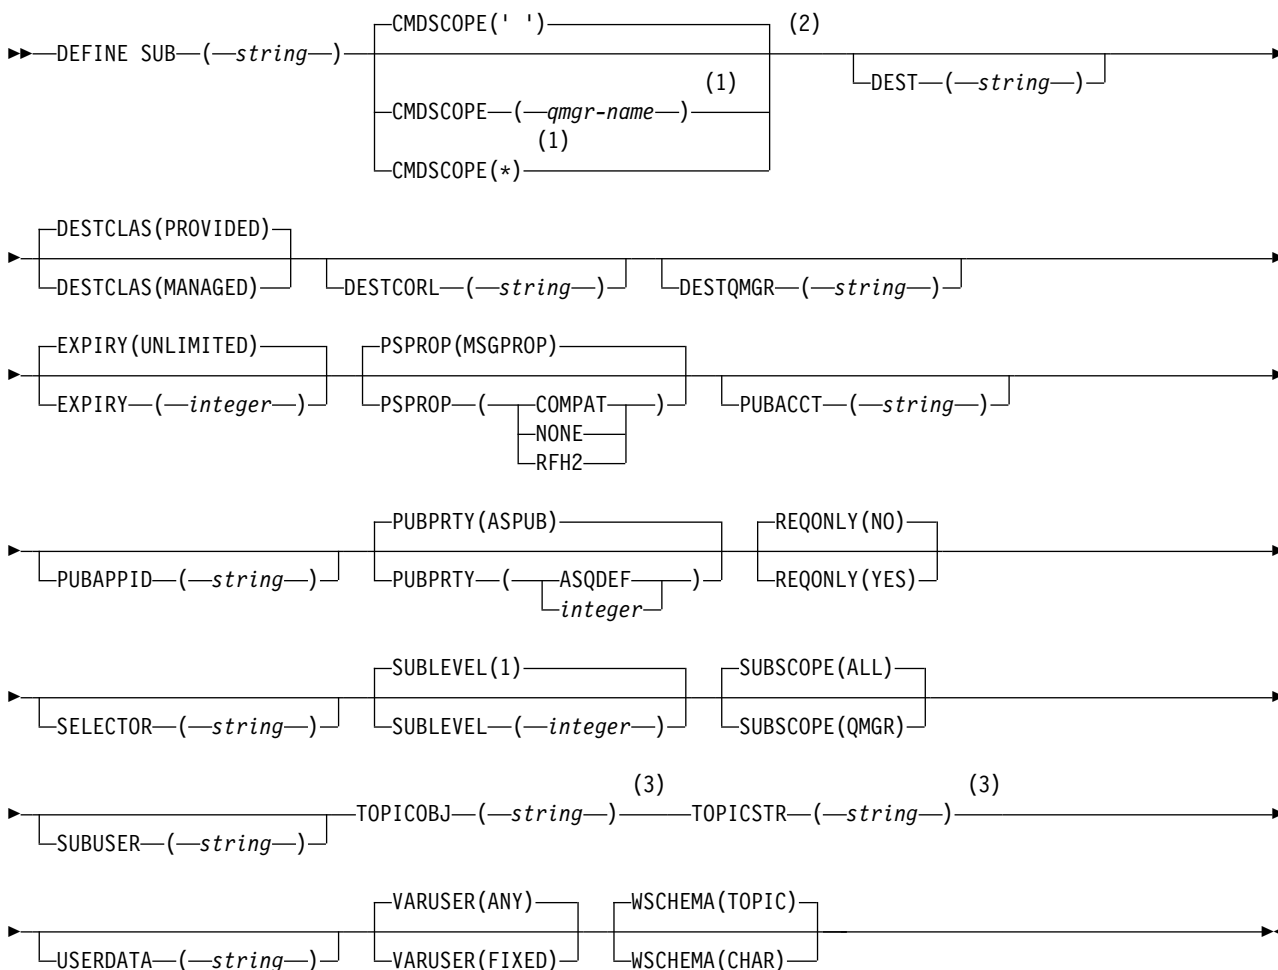 CMDSCOPE(' ') (2)
DEFINE SUB ( string ) (1) DEST ( string )
CMDSCOPE ( qmgr-name )
(1)
CMDSCOPE(*)
DESTCLAS(PROVIDED)
DESTCLAS(MANAGED) DESTCORL ( string ) DESTQMGR ( string )
EXPIRY(UNLIMITED) PSPROP(MSGPROP)
EXPIRY ( integer ) PSPROP ( COMPAT ) PUBACCT ( string )
NONE
RFH2
PUBPRTY(ASPUB) REQONLY(NO)
PUBAPPID ( string ) PUBPRTY ( ASQDEF ) REQONLY(YES)
integer
SUBLEVEL(1) SUBSCOPE(ALL)
SELECTOR ( string ) SUBLEVEL ( integer ) SUBSCOPE(QMGR)
(3) (3)
TOPICOBJ ( string ) TOPICSTR ( string )
SUBUSER ( string )
VARUSER(ANY) WSCHEMA(TOPIC)
USERDATA ( string ) VARUSER(FIXED) WSCHEMA(CHAR)